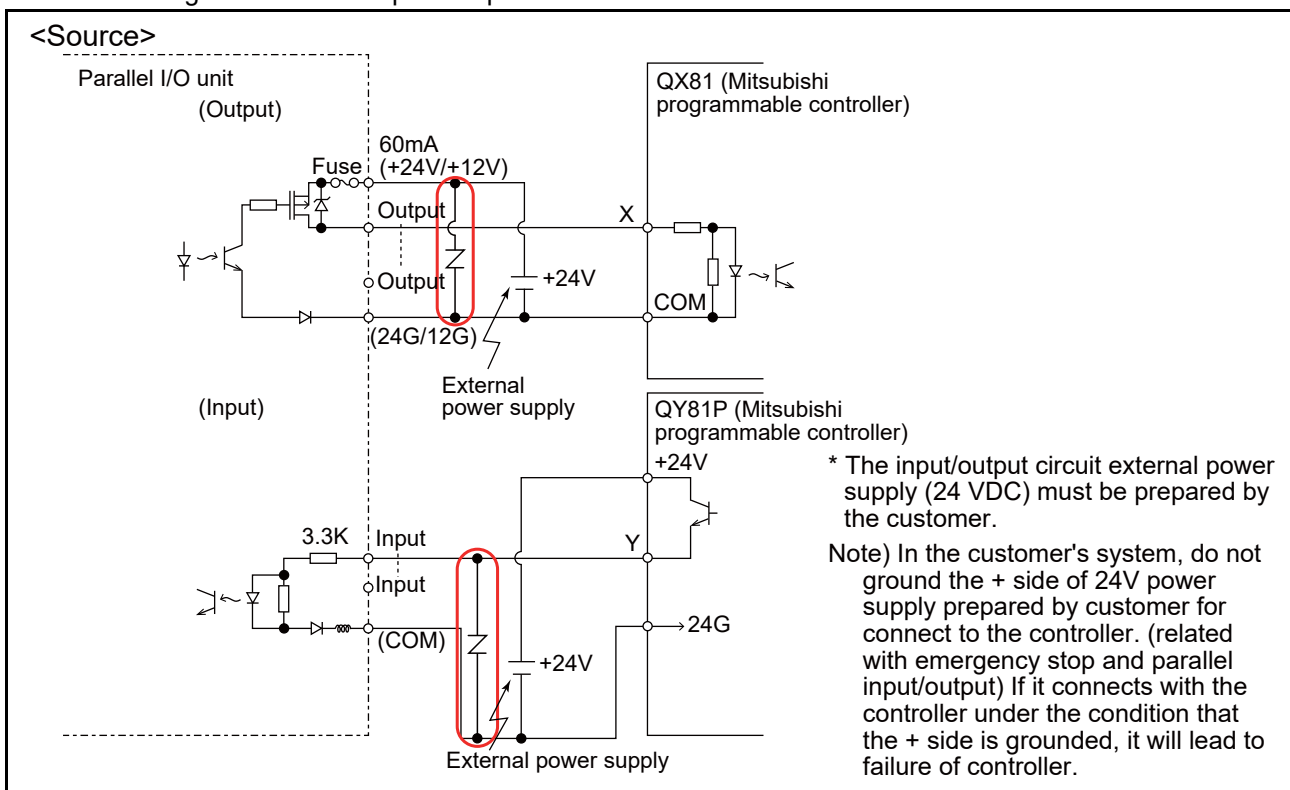 <Source>
Parallel I/O unit
(Output)
QX81 (Mitsubishi
programmable controller)
60mA
Fuse (+24V/+12V)
Output
X
Output
+24V
COM
(24G/12G)
External
power supply
(Input)
QY81P (Mitsubishi
programmable controller)
+24V
3.3K
Input
Y
Input
24G
(COM)
+24V
External power supply
* The input/output circuit external power
supply (24 VDC) must be prepared by
the customer.
Note) In the customer's system, do not
ground the + side of 24V power
supply prepared by customer for
connect to the controller. (related
with emergency stop and parallel
input/output) If it connects with the
controller under the condition that
the + side is grounded, it will lead to
failure of controller.